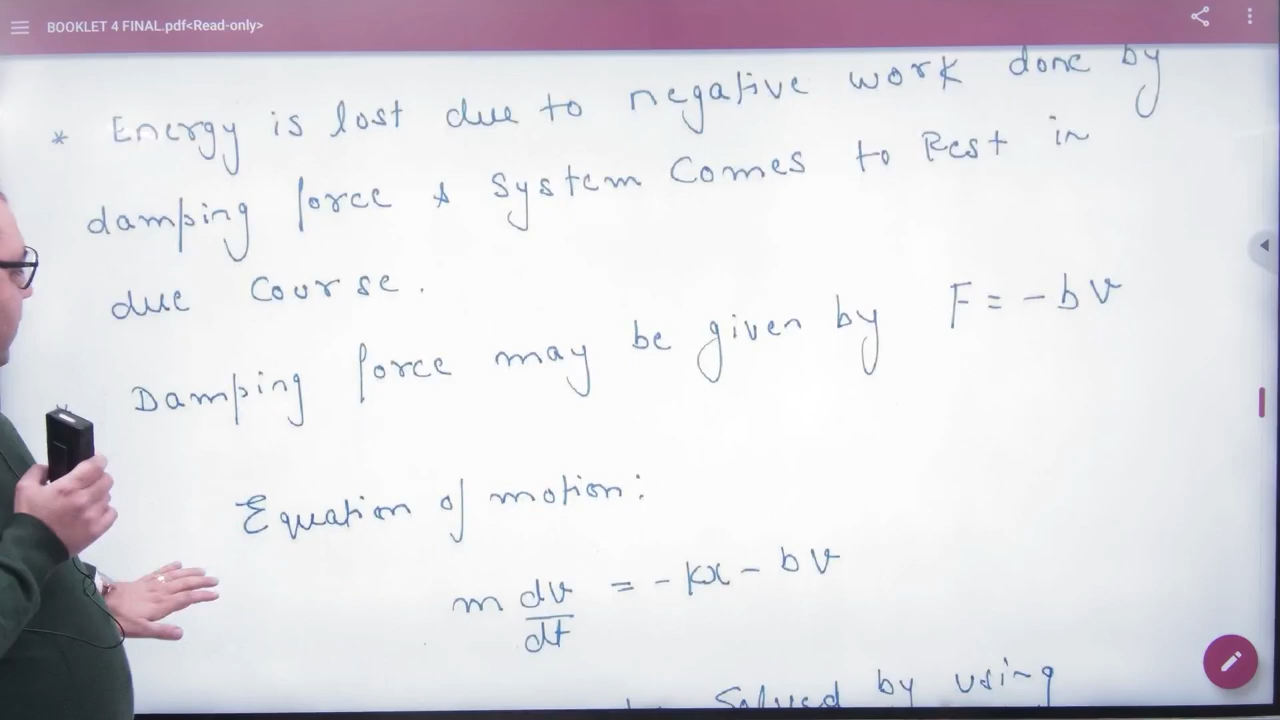 BOOKLET 4 FINAL.pdf<Read-only>
* Energy is lost due to negative work done by
damping force & System Comes to Rest in
due Course.
Damping force may be given by F = - b v
Equation of motion:
m dv/dt = - kx - b v
Solved by using